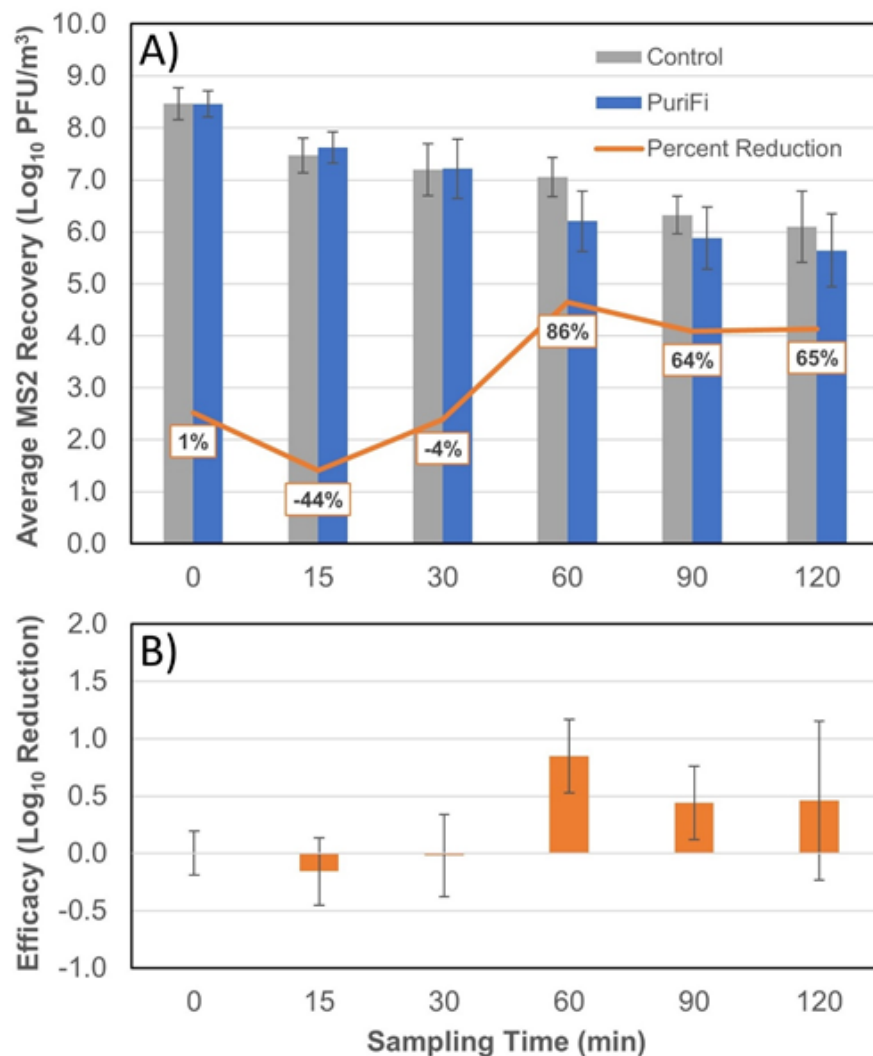 A)
Average MS2 Recovery (Log₁₀ PFU/m³)
10.0
9.0
8.0
7.0
6.0
5.0
4.0
3.0
2.0
1.0
0.0
Control
PuriFi
Percent Reduction
1%
-44%
-4%
86%
64%
65%
0 15 30 60 90 120
B)
Efficacy (Log₁₀ Reduction)
2.0
1.5
1.0
0.5
0.0
-0.5
-1.0
0 15 30 60 90 120
Sampling Time (min)